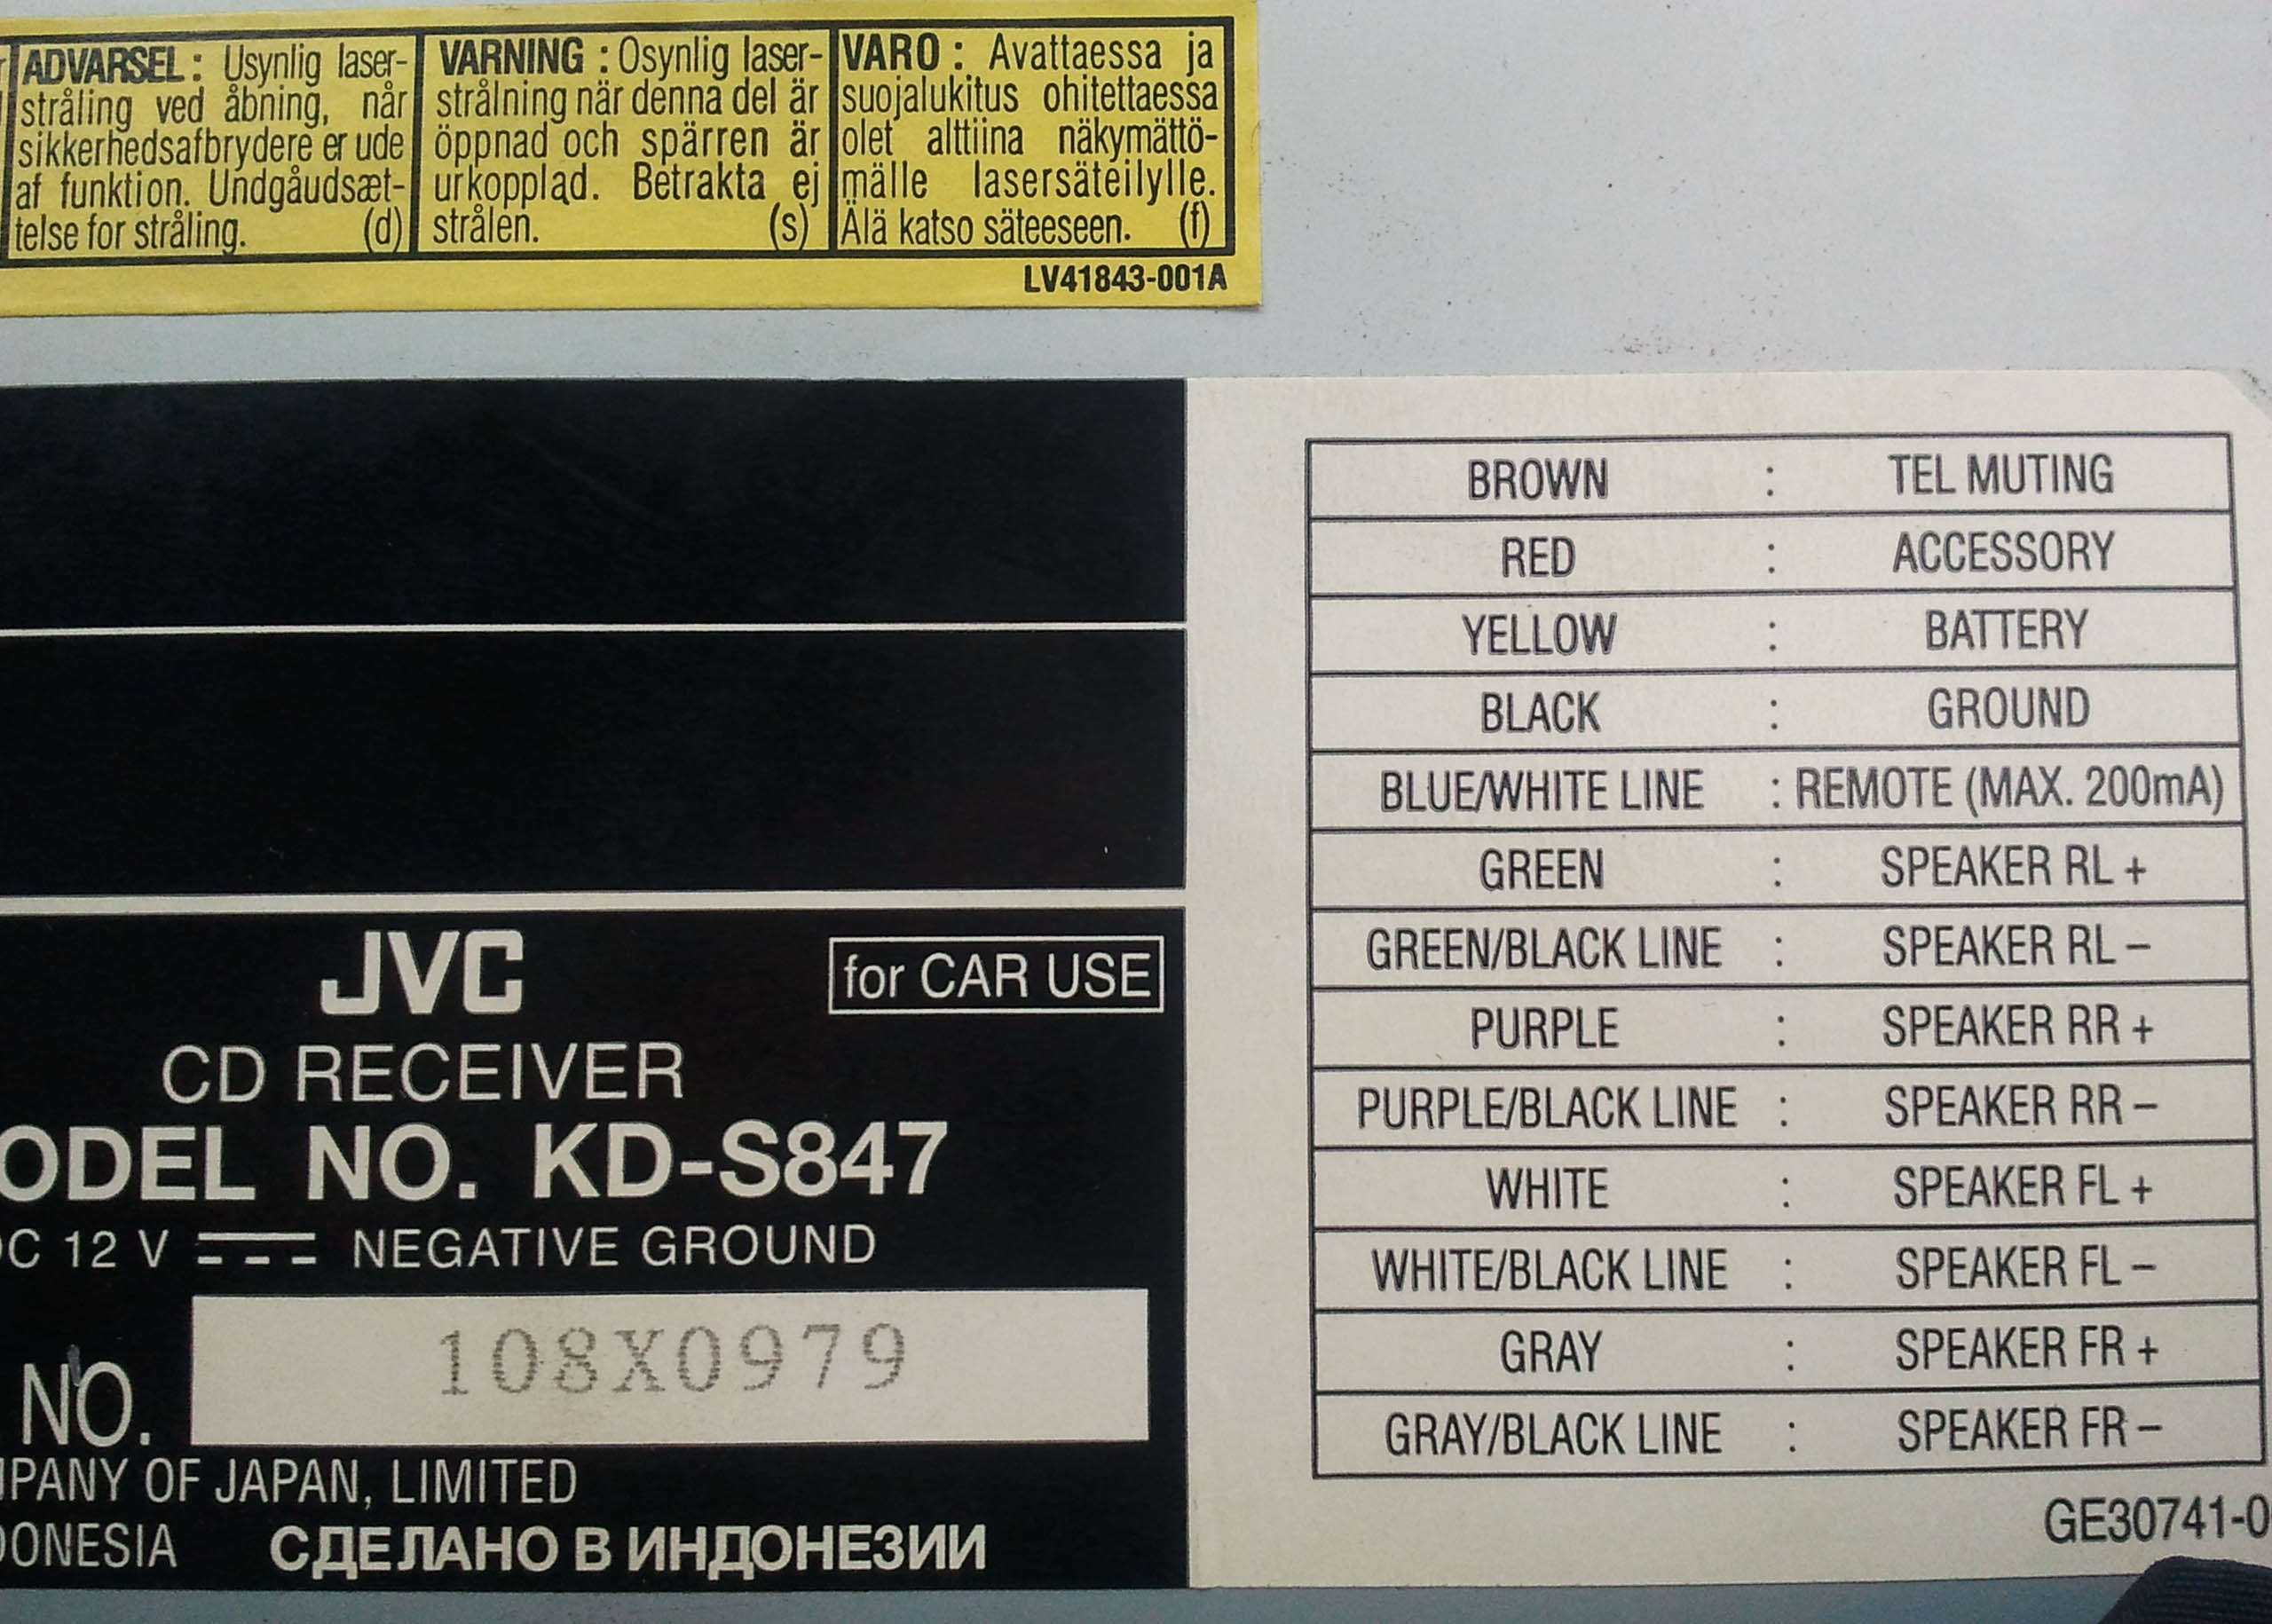 ADVARSEL : Usynlig laser-
stråling ved åbning, når
sikkerhedsafbrydere er ude
af funktion. Undgåudsæt-
telse for stråling. (d)
VARNING : Osynlig laser-
strålning när denna del är
öppnad och spärren är
urkopplad. Betrakta ej
strålen. (s)
VARO : Avattaessa ja
suojalukitus ohitettaessa
olet alttiina näkymättö-
mälle lasersäteilylle.
Älä katso säteeseen. (f)
LV41843-001A
JVC
for CAR USE
CD RECEIVER
ODEL NO. KD-S847
DC 12 V NEGATIVE GROUND
NO. 108X0979
MPANY OF JAPAN, LIMITED
DONESIA СДЕЛАНО В ИНДОНЕЗИИ
BROWN : TEL MUTING
RED : ACCESSORY
YELLOW : BATTERY
BLACK : GROUND
BLUE/WHITE LINE : REMOTE (MAX. 200mA)
GREEN : SPEAKER RL +
GREEN/BLACK LINE : SPEAKER RL –
PURPLE : SPEAKER RR +
PURPLE/BLACK LINE : SPEAKER RR –
WHITE : SPEAKER FL +
WHITE/BLACK LINE : SPEAKER FL –
GRAY : SPEAKER FR +
GRAY/BLACK LINE : SPEAKER FR –
GE30741-0